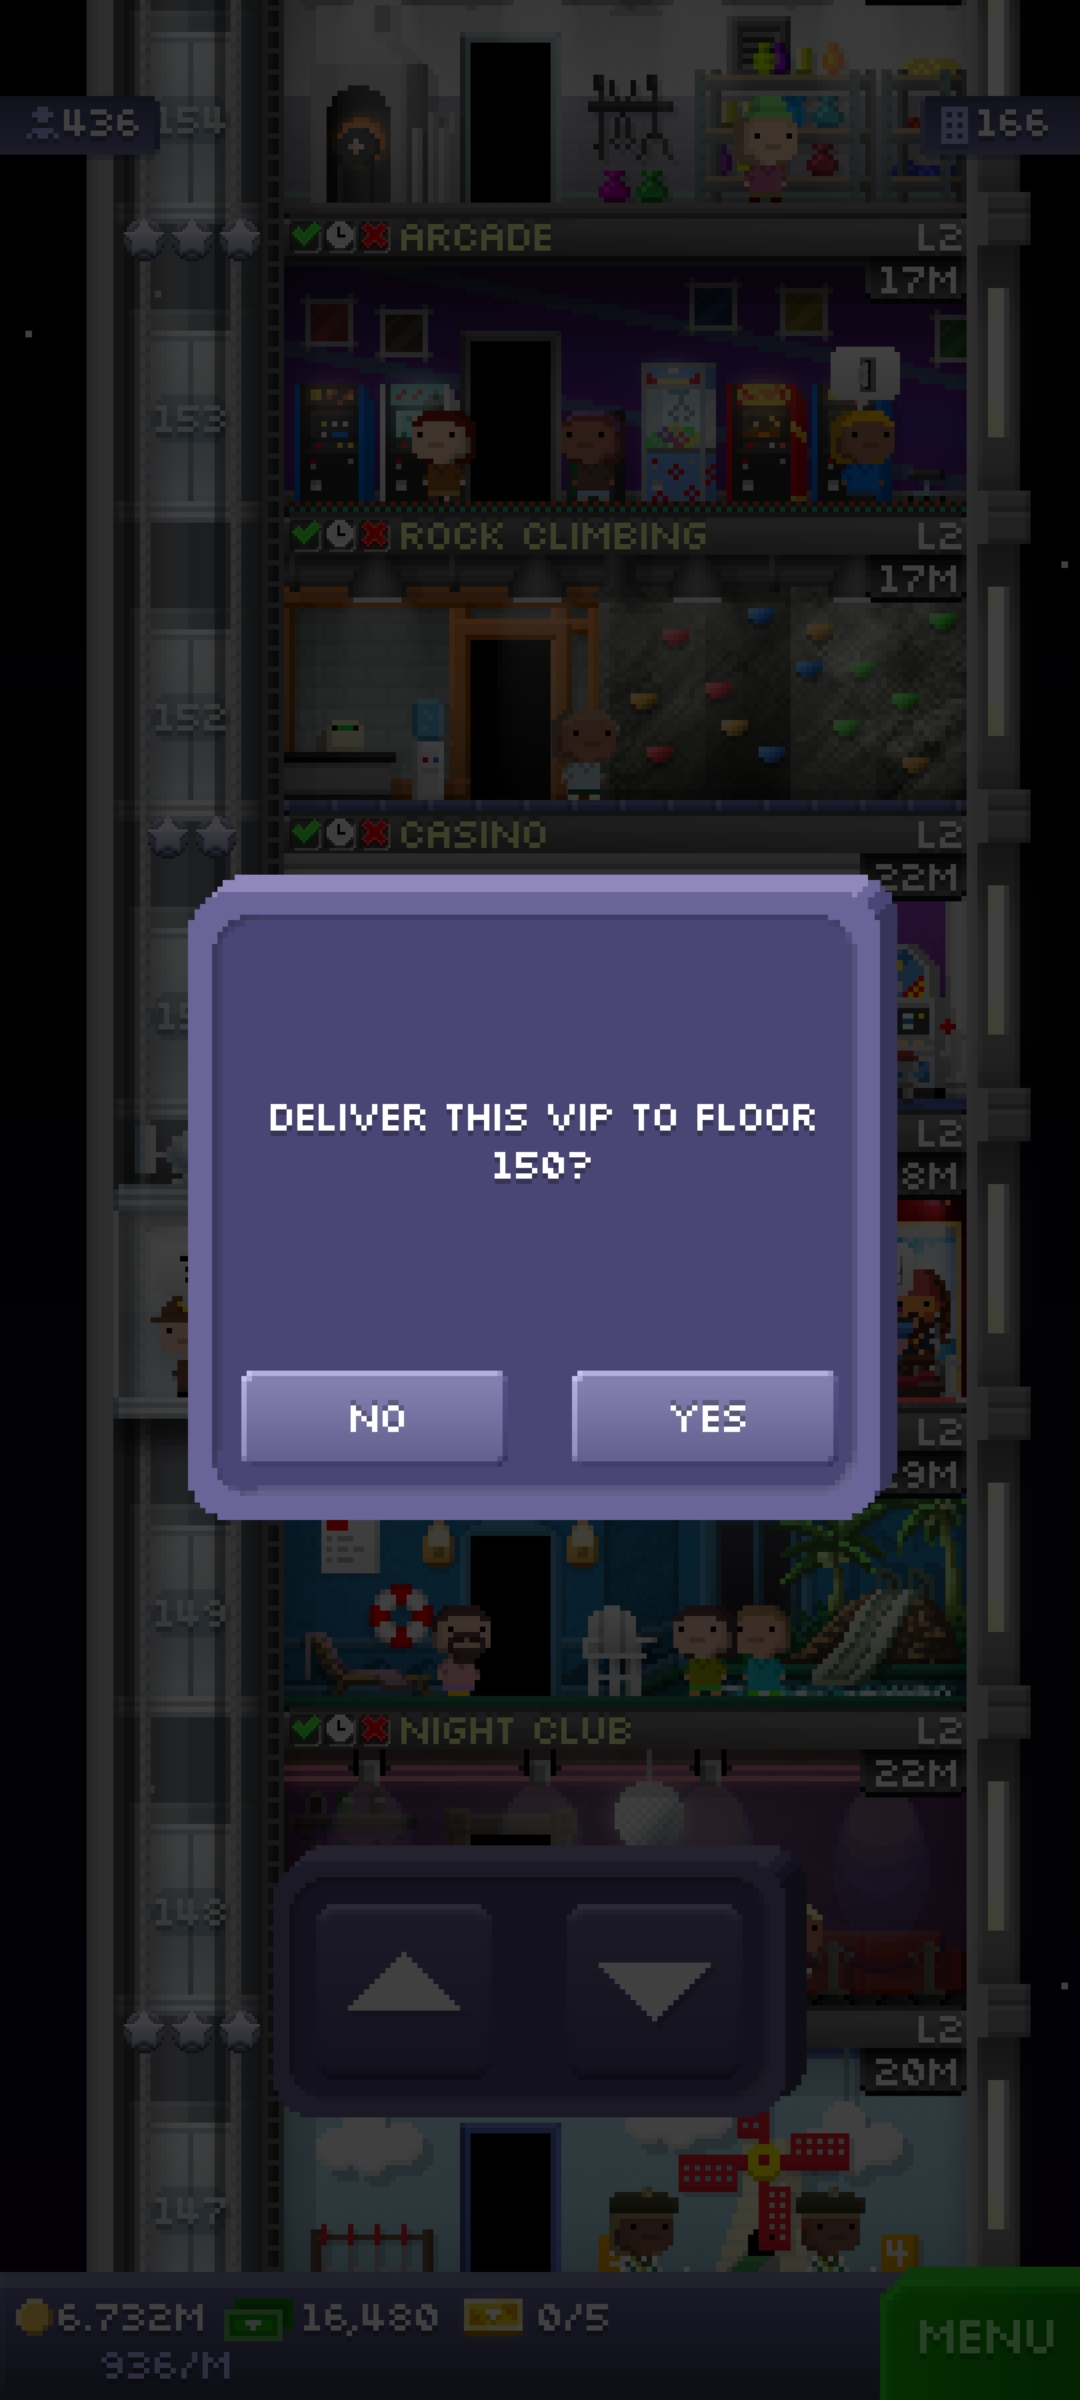 436
154
166
ARCADE L2
17M
153
ROCK CLIMBING L2
17M
152
CASINO L2
22M
L2
8M
DELIVER THIS VIP TO FLOOR
150?
NO YES
L2
9M
149
NIGHT CLUB L2
22M
148
L2
20M
147
4
6.732M 16,480 0/5
936/M
MENU